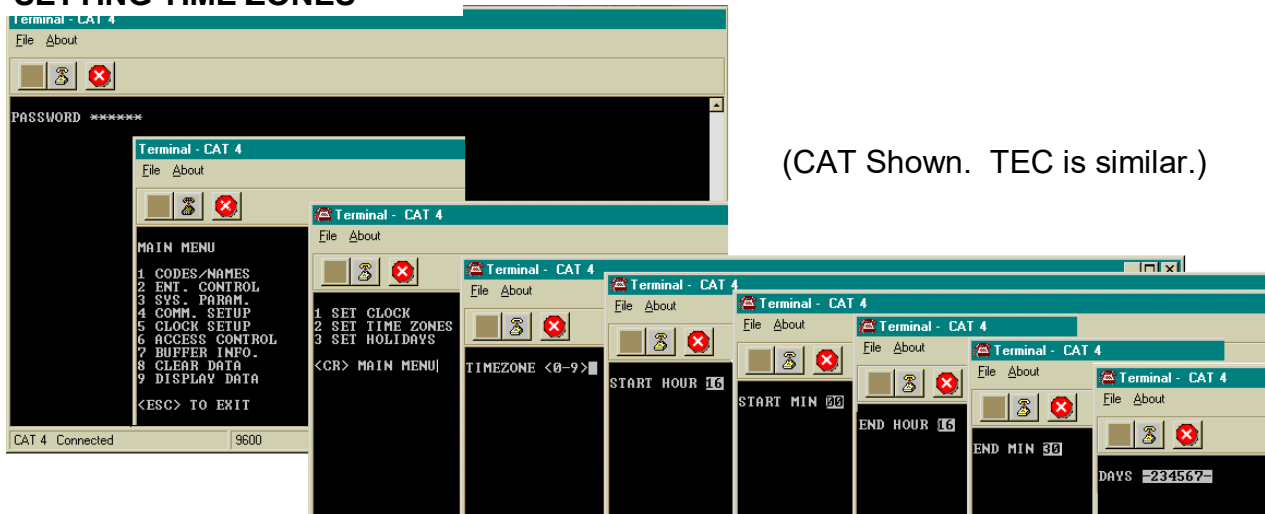 SETTING TIME ZONES
Terminal - CAT 4
File About
PASSWORD ******
Terminal - CAT 4
File About
MAIN MENU
1 CODES/NAMES
2 ENT. CONTROL
3 SYS. PARAM.
4 COMM. SETUP
5 CLOCK SETUP
6 ACCESS CONTROL
7 BUFFER INFO.
8 CLEAR DATA
9 DISPLAY DATA
<ESC> TO EXIT
CAT 4 Connected 9600
(CAT Shown. TEC is similar.)
Terminal - CAT 4
File About
1 SET CLOCK
2 SET TIME ZONES
3 SET HOLIDAYS
<CR> MAIN MENU
Terminal - CAT 4
File About
TIMEZONE <0-9>
Terminal - CAT 4
File About
START HOUR 16
Terminal - CAT 4
File About
START MIN 00
Terminal - CAT 4
File About
END HOUR 16
Terminal - CAT 4
File About
END MIN 30
Terminal - CAT 4
File About
DAYS -234567-